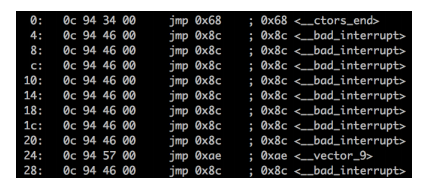 0: 0c 94 34 00 jmp 0x68 ; 0x68 <__ctors_end>
4: 0c 94 46 00 jmp 0x8c ; 0x8c <__bad_interrupt>
8: 0c 94 46 00 jmp 0x8c ; 0x8c <__bad_interrupt>
c: 0c 94 46 00 jmp 0x8c ; 0x8c <__bad_interrupt>
10: 0c 94 46 00 jmp 0x8c ; 0x8c <__bad_interrupt>
14: 0c 94 46 00 jmp 0x8c ; 0x8c <__bad_interrupt>
18: 0c 94 46 00 jmp 0x8c ; 0x8c <__bad_interrupt>
1c: 0c 94 46 00 jmp 0x8c ; 0x8c <__bad_interrupt>
20: 0c 94 46 00 jmp 0x8c ; 0x8c <__bad_interrupt>
24: 0c 94 57 00 jmp 0xae ; 0xae <__vector_9>
28: 0c 94 46 00 jmp 0x8c ; 0x8c <__bad_interrupt>